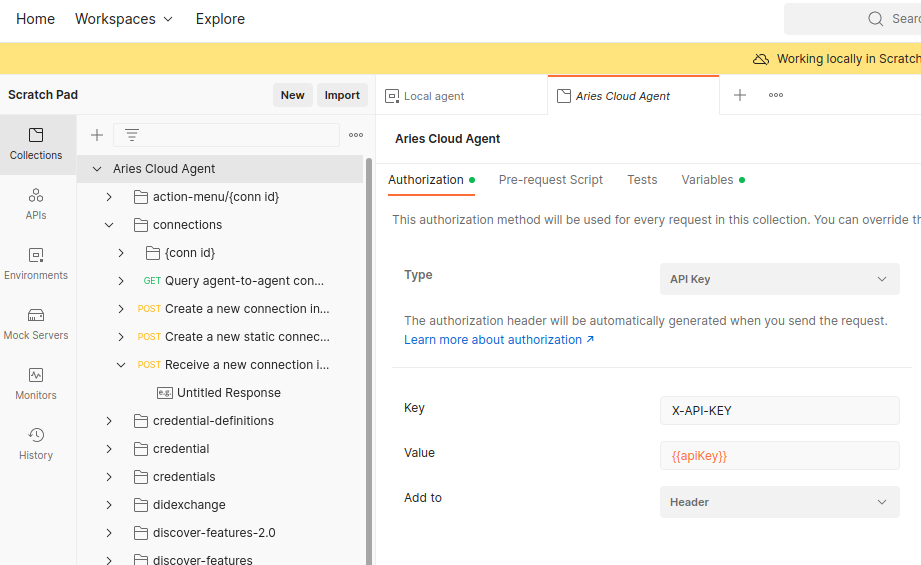 Home Workspaces Explore
Sear
Working locally in Scratch
Scratch Pad New Import
Local agent
Aries Cloud Agent
Collections
APIs
Environments
Mock Servers
Monitors
History
Aries Cloud Agent
action-menu/{conn id}
connections
{conn id}
GET Query agent-to-agent con...
POST Create a new connection in...
POST Create a new static connec...
POST Receive a new connection i...
e.g. Untitled Response
credential-definitions
credential
credentials
didexchange
discover-features-2.0
discover-features
Aries Cloud Agent
Authorization Pre-request Script Tests Variables
This authorization method will be used for every request in this collection. You can override th
Type API Key
The authorization header will be automatically generated when you send the request.
Learn more about authorization ↗
Key X-API-KEY
Value {{apiKey}}
Add to Header